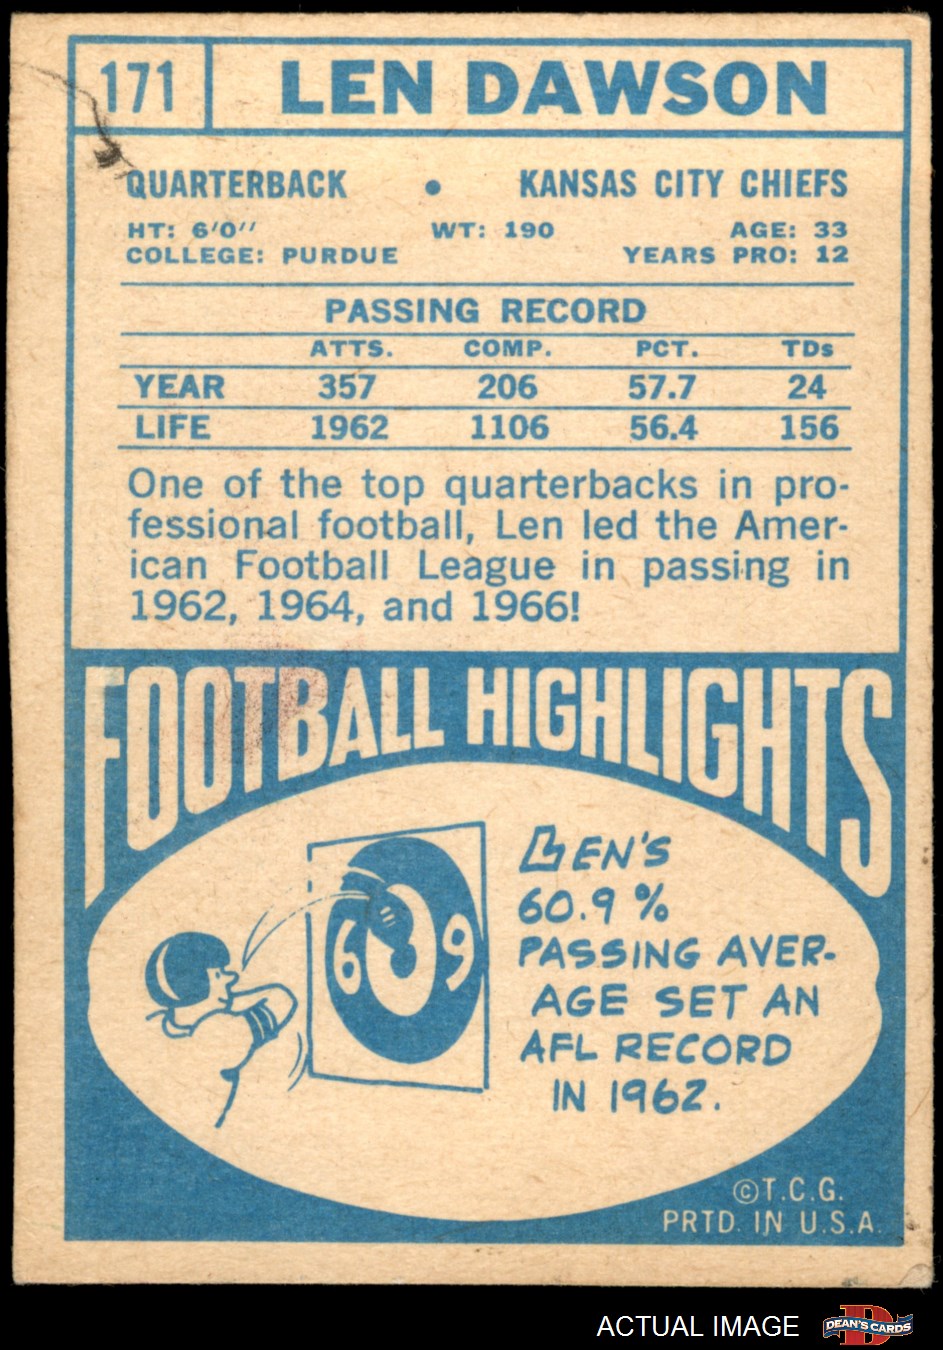 171 LEN DAWSON
QUARTERBACK • KANSAS CITY CHIEFS
HT: 6'0'' WT: 190 AGE: 33
COLLEGE: PURDUE YEARS PRO: 12
PASSING RECORD
ATTS. COMP. PCT. TDs
YEAR 357 206 57.7 24
LIFE 1962 1106 56.4 156
One of the top quarterbacks in pro-
fessional football, Len led the Amer-
ican Football League in passing in
1962, 1964, and 1966!
FOOTBALL HIGHLIGHTS
LEN'S
60.9%
PASSING AVER-
AGE SET AN
AFL RECORD
IN 1962.
60 9
©T.C.G.
PRTD. IN U.S.A.
ACTUAL IMAGE
D
DEAN'S CARDS